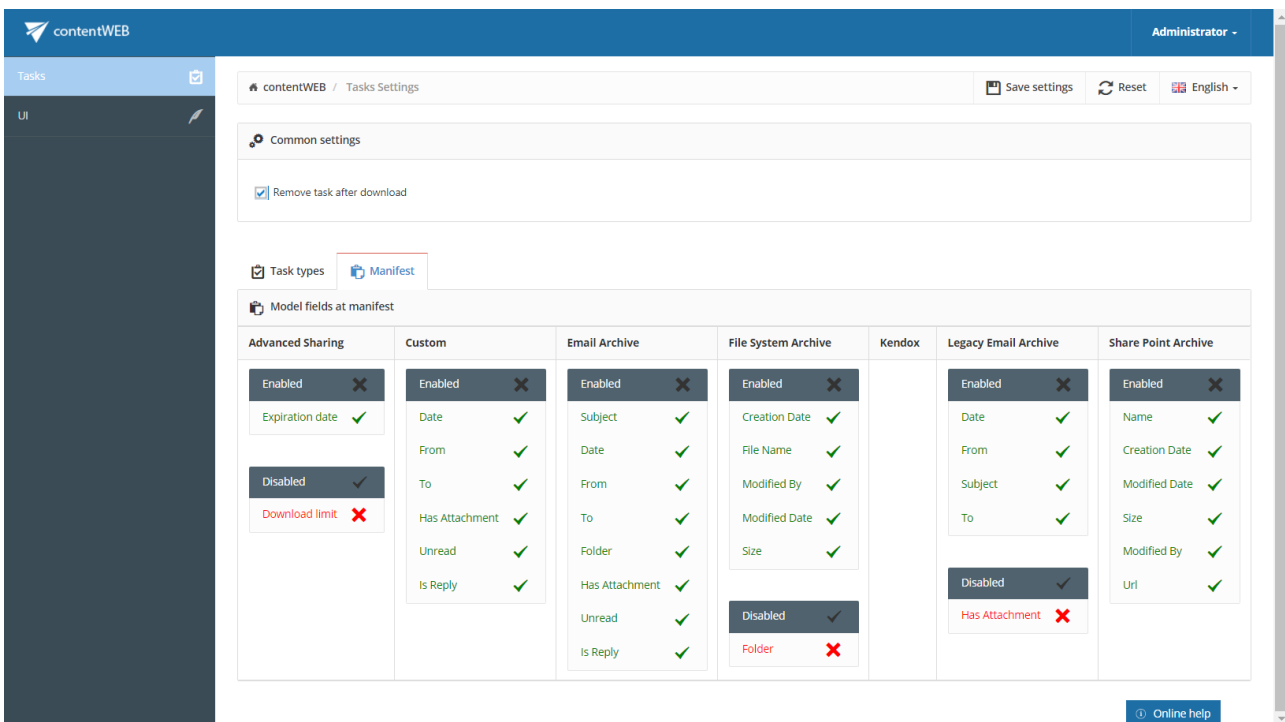 contentWEB
Administrator
Tasks
UI
contentWEB / Tasks Settings
Save settings
Reset
English
Common settings
Remove task after download
Task types
Manifest
Model fields at manifest
Advanced Sharing
Enabled
Expiration date
Disabled
Download limit
Custom
Enabled
Date
From
To
Has Attachment
Unread
Is Reply
Email Archive
Enabled
Subject
Date
From
To
Folder
Has Attachment
Unread
Is Reply
File System Archive
Enabled
Creation Date
File Name
Modified By
Modified Date
Size
Disabled
Folder
Kendox
Legacy Email Archive
Enabled
Date
From
Subject
To
Disabled
Has Attachment
Share Point Archive
Enabled
Name
Creation Date
Modified Date
Size
Modified By
Url
Online help